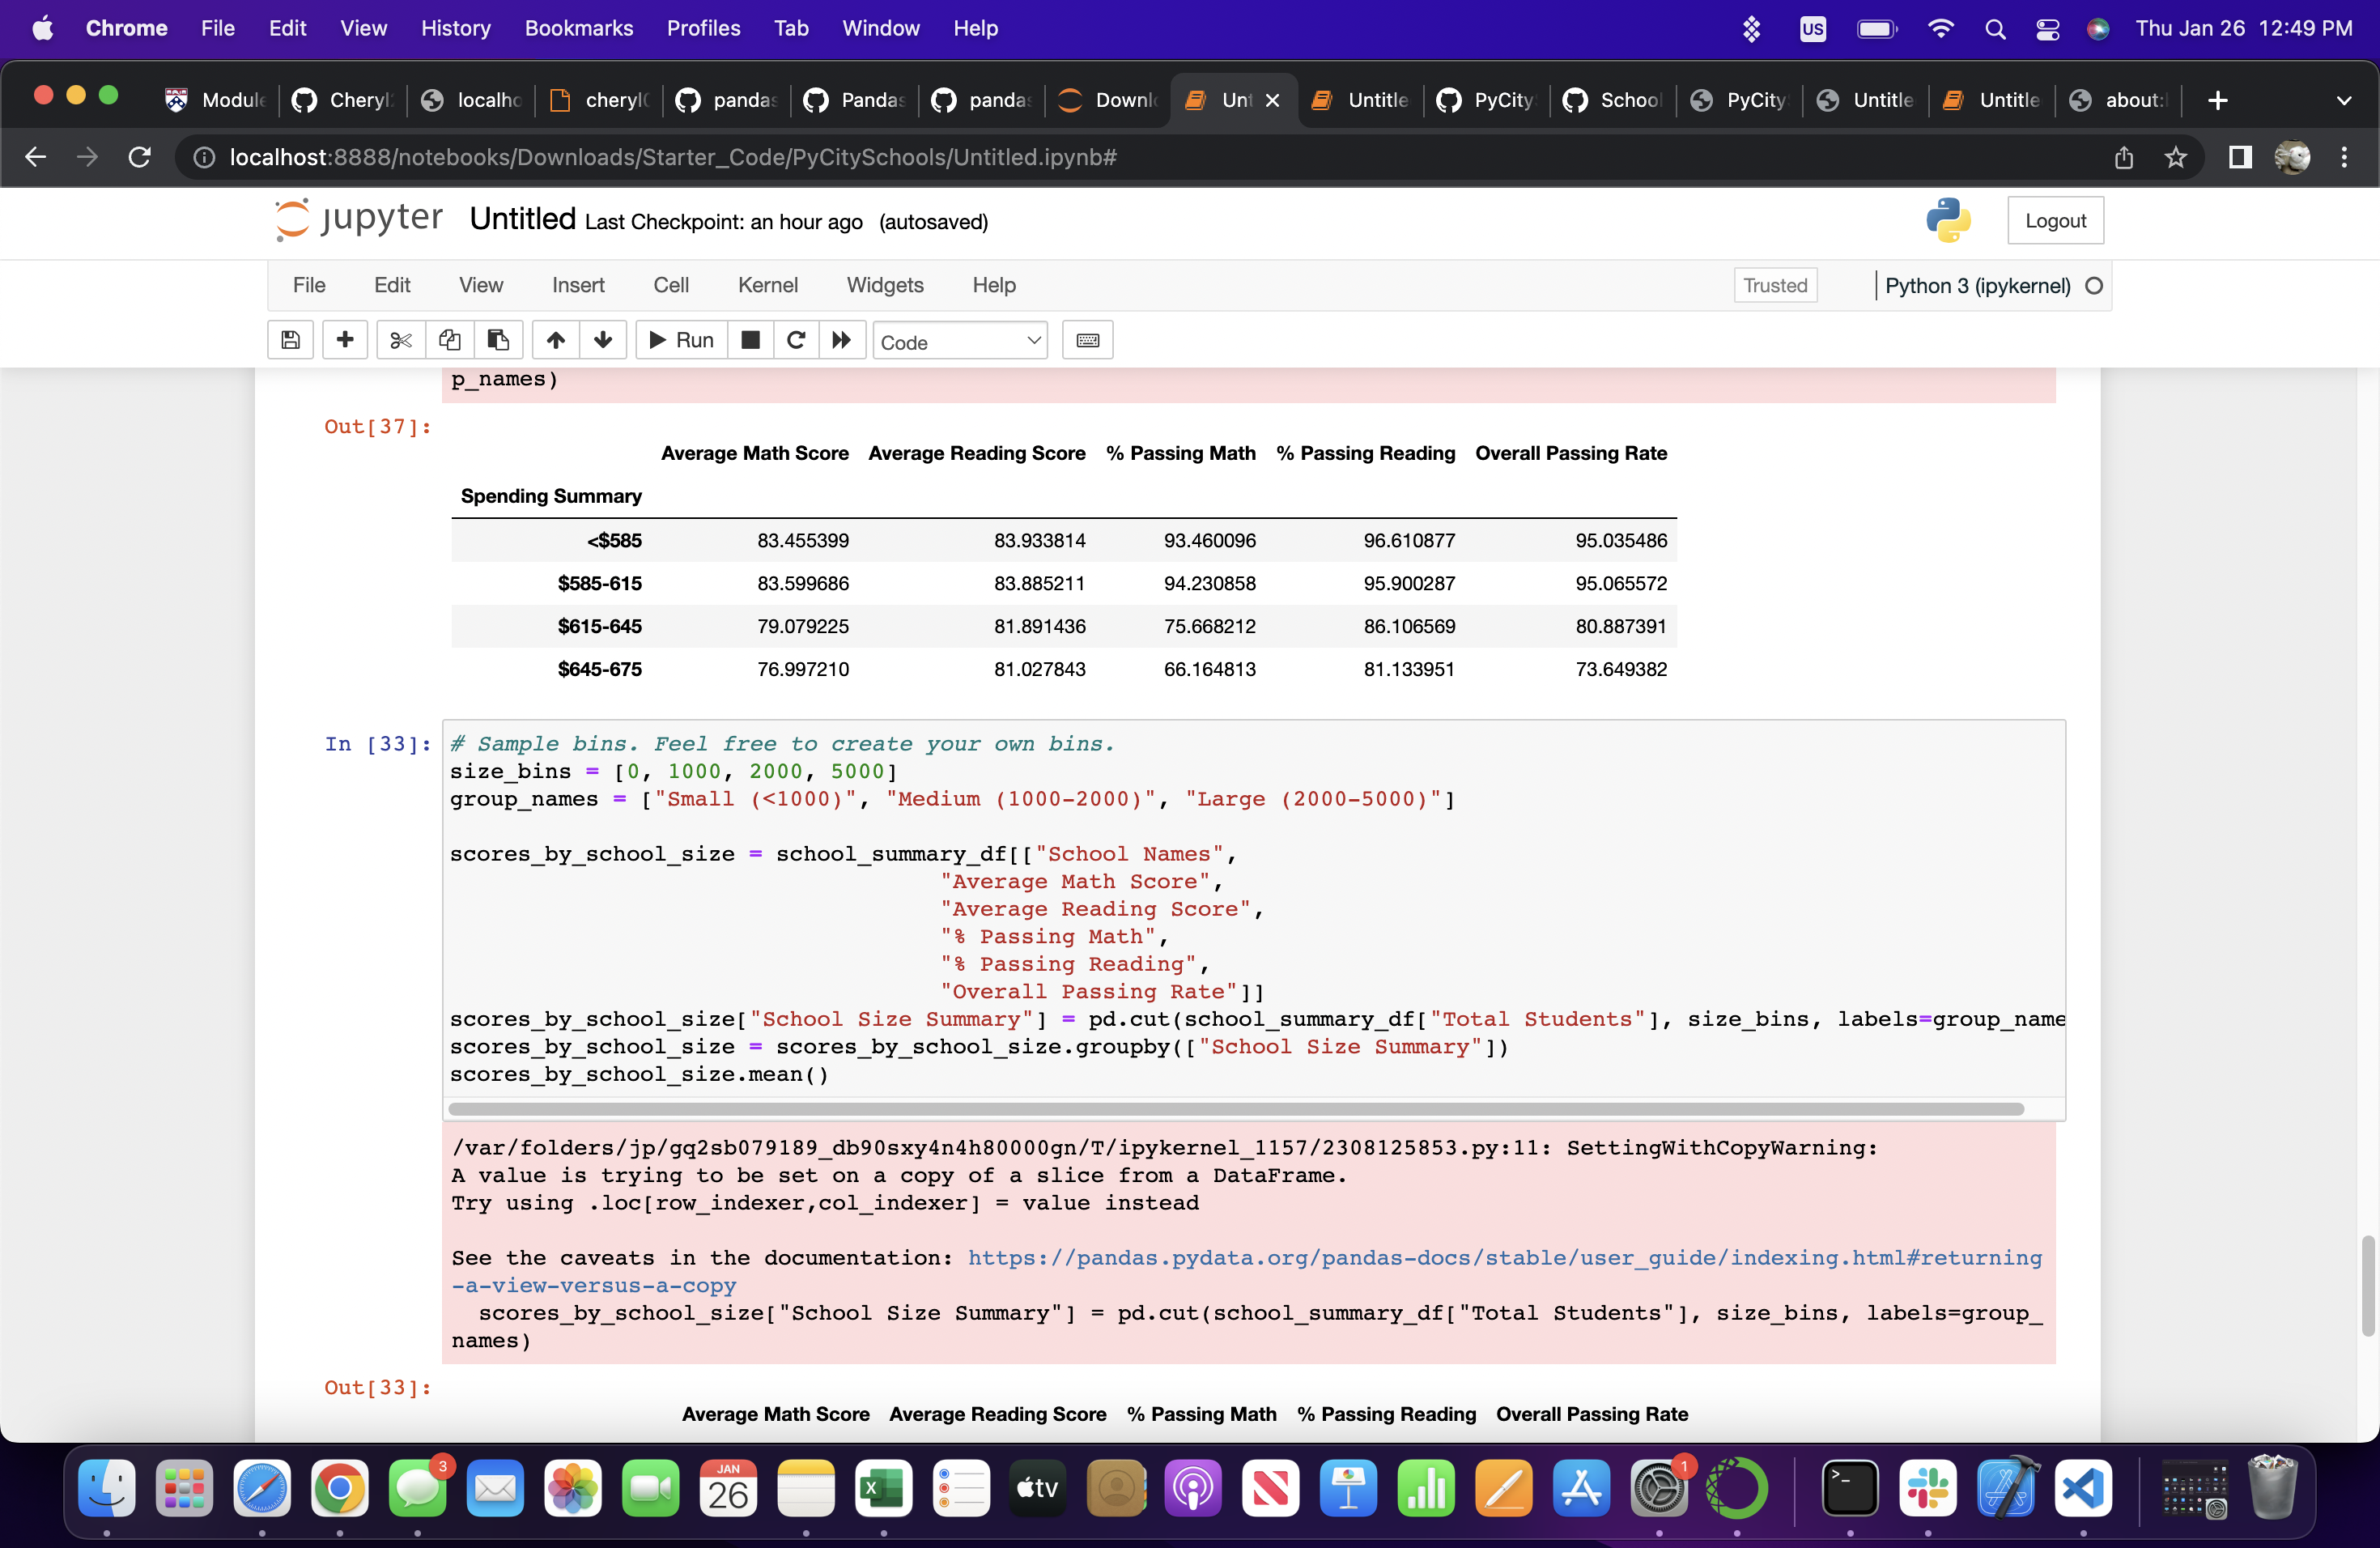 Chrome File Edit View History Bookmarks Profiles Tab Window Help US Thu Jan 26 12:49 PM
Module Cheryl localho cheryl pandas Pandas pandas Downl Unt Untitle PyCity School PyCity Untitle Untitle about:
localhost:8888/notebooks/Downloads/Starter_Code/PyCitySchools/Untitled.ipynb#
jupyter Untitled Last Checkpoint: an hour ago (autosaved) Logout
File Edit View Insert Cell Kernel Widgets Help Trusted Python 3 (ipykernel)
Run Code
p_names)
Out[37]:
Average Math Score Average Reading Score % Passing Math % Passing Reading Overall Passing Rate
Spending Summary
<$585 83.455399 83.933814 93.460096 96.610877 95.035486
$585-615 83.599686 83.885211 94.230858 95.900287 95.065572
$615-645 79.079225 81.891436 75.668212 86.106569 80.887391
$645-675 76.997210 81.027843 66.164813 81.133951 73.649382
In [33]: # Sample bins. Feel free to create your own bins.
size_bins = [0, 1000, 2000, 5000]
group_names = ["Small (<1000)", "Medium (1000-2000)", "Large (2000-5000)"]
scores_by_school_size = school_summary_df[["School Names",
"Average Math Score",
"Average Reading Score",
"% Passing Math",
"% Passing Reading",
"Overall Passing Rate"]]
scores_by_school_size["School Size Summary"] = pd.cut(school_summary_df["Total Students"], size_bins, labels=group_name
scores_by_school_size = scores_by_school_size.groupby(["School Size Summary"])
scores_by_school_size.mean()
/var/folders/jp/gq2sb079189_db90sxy4n4h80000gn/T/ipykernel_1157/2308125853.py:11: SettingWithCopyWarning:
A value is trying to be set on a copy of a slice from a DataFrame.
Try using .loc[row_indexer,col_indexer] = value instead
See the caveats in the documentation: https://pandas.pydata.org/pandas-docs/stable/user_guide/indexing.html#returning
-a-view-versus-a-copy
scores_by_school_size["School Size Summary"] = pd.cut(school_summary_df["Total Students"], size_bins, labels=group_
names)
Out[33]:
Average Math Score Average Reading Score % Passing Math % Passing Reading Overall Passing Rate
3 JAN 26 tv 1